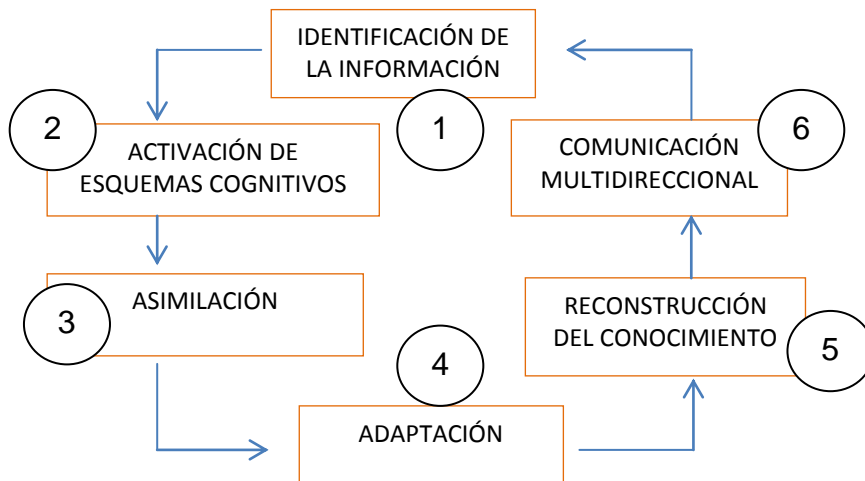 IDENTIFICACIÓN DE
LA INFORMACIÓN
1
2
ACTIVACIÓN DE
ESQUEMAS COGNITIVOS
3
ASIMILACIÓN
4
ADAPTACIÓN
5
RECONSTRUCCIÓN
DEL CONOCIMIENTO
6
COMUNICACIÓN
MULTIDIRECCIONAL